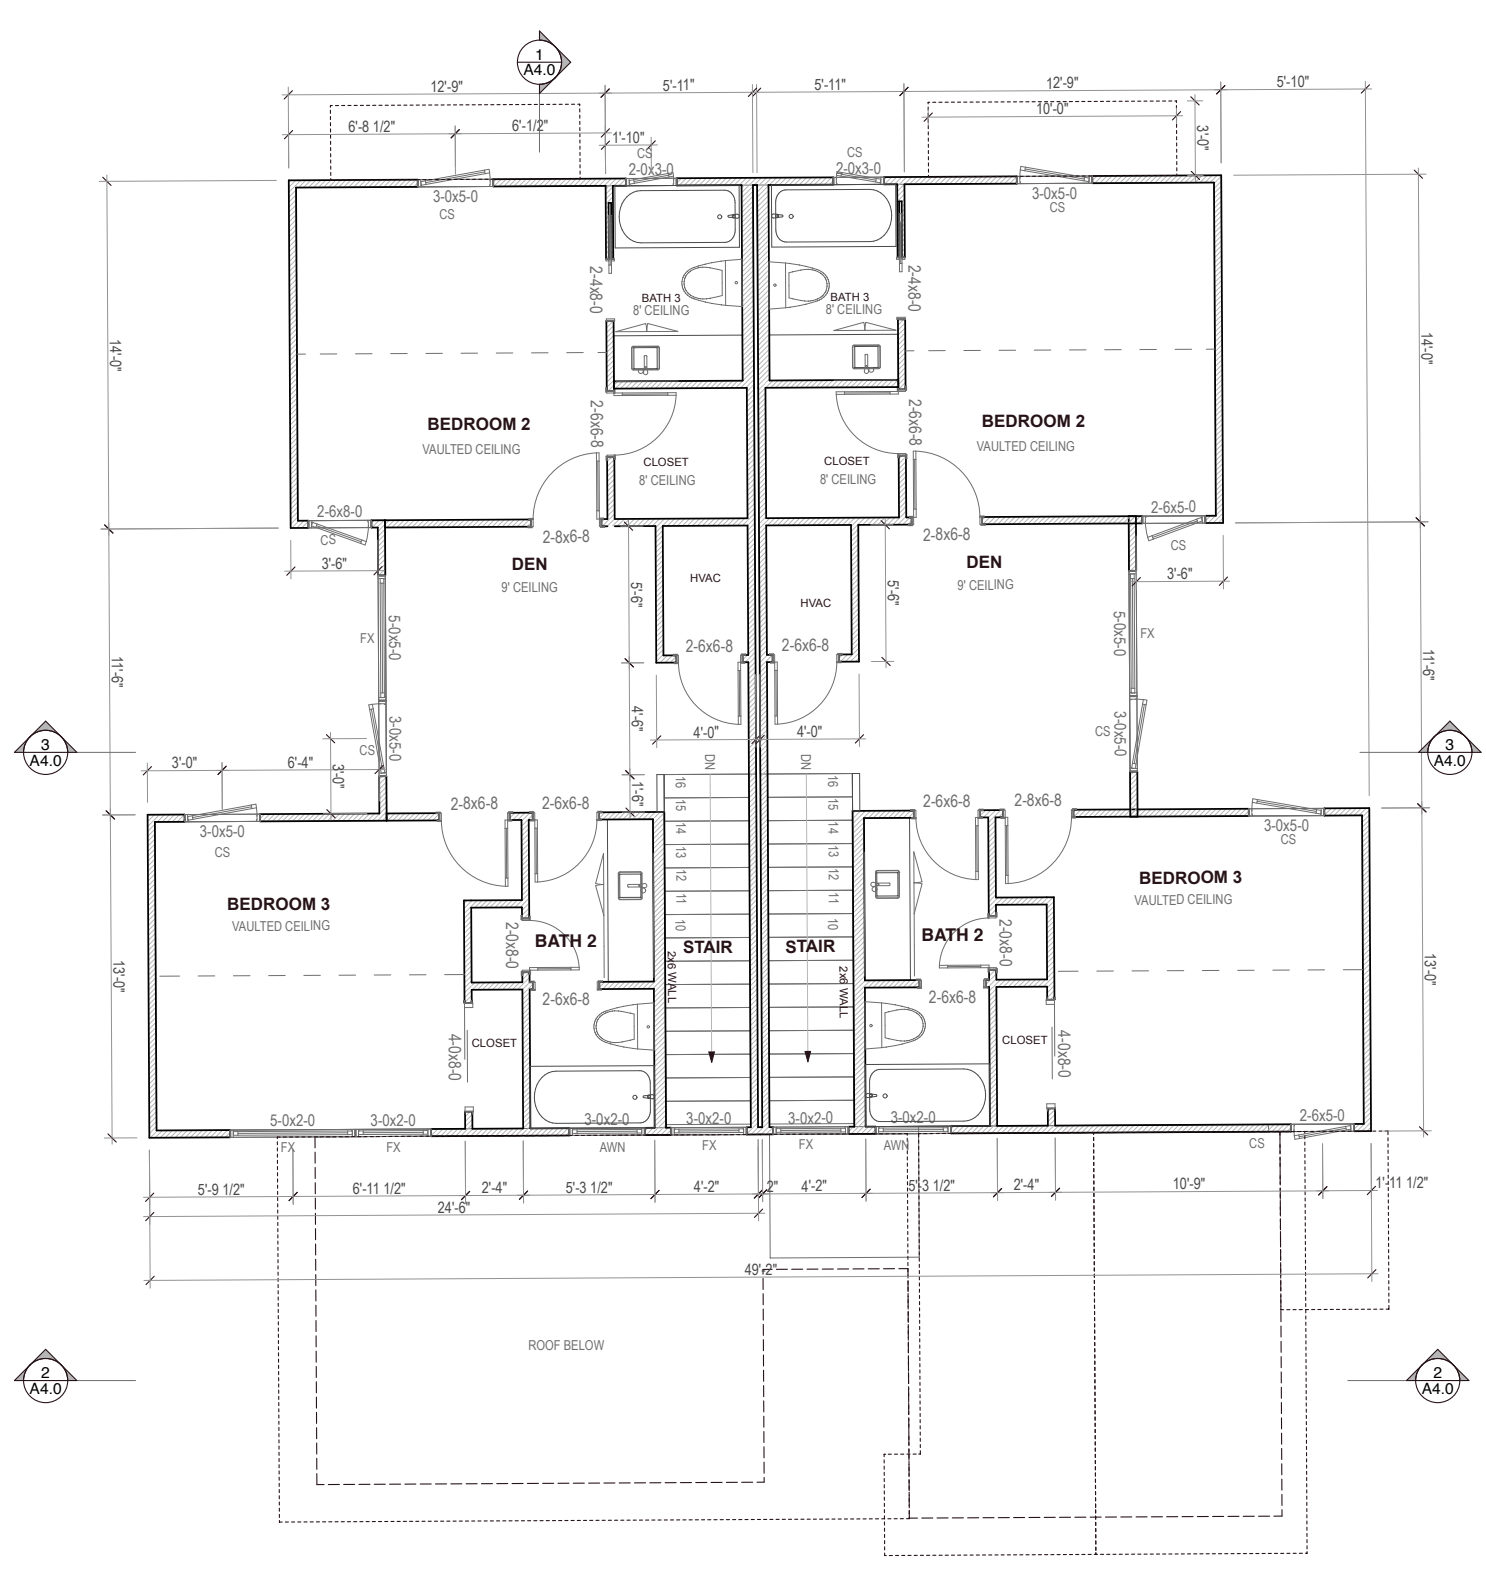 1
A4.0
12'-9"
5'-11"
5'-11"
12'-9"
5'-10"
10'-0"
6'-8 1/2"
6'-1/2"
1'-10"
3'-0"
CS
2-0x3-0
CS
2-0x3-0
3-0x5-0
CS
3-0x5-0
CS
2-4x8-0
2-4x8-0
BATH 3
8' CEILING
BATH 3
8' CEILING
14'-0"
14'-0"
BEDROOM 2
VAULTED CEILING
BEDROOM 2
VAULTED CEILING
2-6x6-8
2-6x6-8
CLOSET
8' CEILING
CLOSET
8' CEILING
2-6x8-0
CS
2-6x5-0
CS
2-8x6-8
2-8x6-8
3'-6"
3'-6"
DEN
9' CEILING
DEN
9' CEILING
HVAC
HVAC
5'-6"
5'-6"
FX
5-0x5-0
5-0x5-0
FX
2-6x6-8
2-6x6-8
11'-6"
11'-6"
4'-6"
3-0x5-0
CS
CS
3-0x5-0
4'-0"
4'-0"
3
A4.0
3
A4.0
3'-0"
6'-4"
3'-0"
DN
DN
1'-6"
16
15
14
13
12
11
10
16
15
14
13
12
11
10
2-8x6-8
2-6x6-8
2-6x6-8
2-8x6-8
3-0x5-0
CS
3-0x5-0
CS
BEDROOM 3
VAULTED CEILING
BEDROOM 3
VAULTED CEILING
2-0x8-0
BATH 2
STAIR
STAIR
BATH 2
2-0x8-0
2x6 WALL
2x6 WALL
13'-0"
13'-0"
2-6x6-8
2-6x6-8
4-0x8-0
CLOSET
CLOSET
4-0x8-0
5-0x2-0
3-0x2-0
3-0x2-0
3-0x2-0
3-0x2-0
3-0x2-0
2-6x5-0
FX
FX
AWN
FX
FX
AWN
CS
5'-9 1/2"
6'-11 1/2"
2'-4"
5'-3 1/2"
4'-2"
2"
4'-2"
5'-3 1/2"
2'-4"
10'-9"
1'-11 1/2"
24'-6"
49'-2"
ROOF BELOW
2
A4.0
2
A4.0